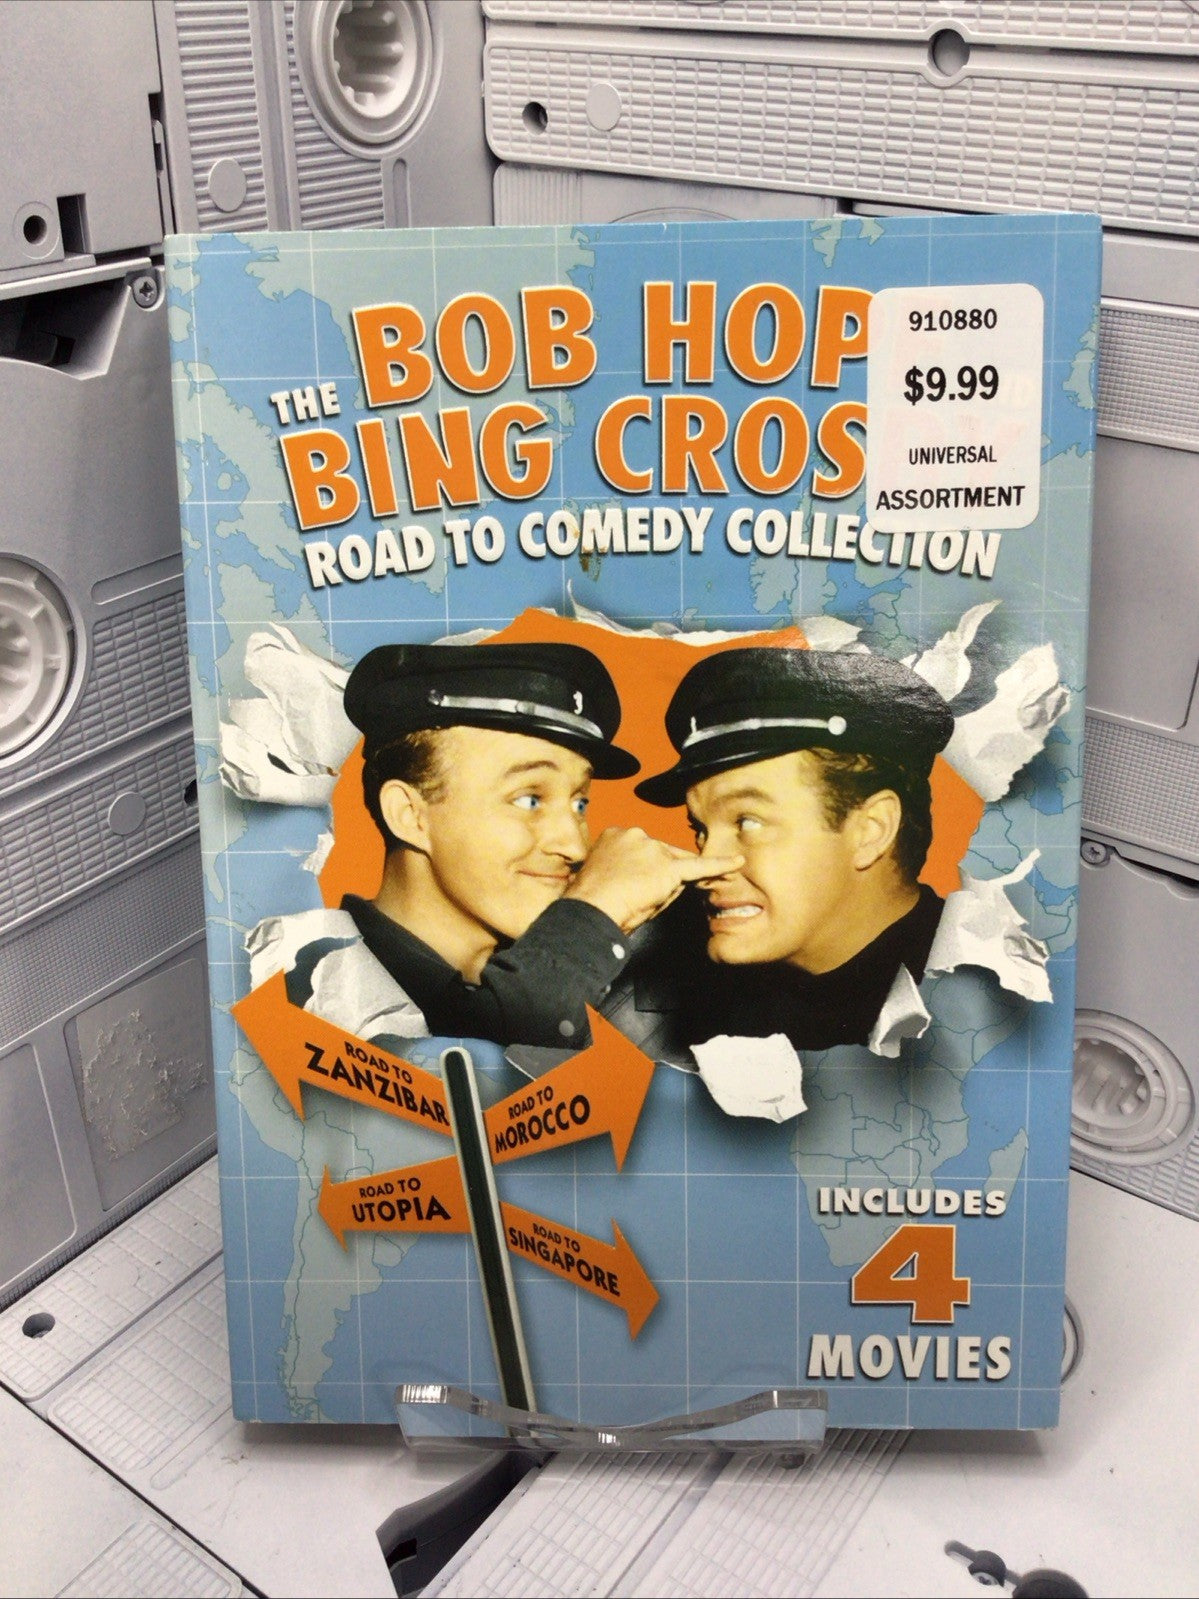 BOB HOP
THE
BING CROS
ROAD TO COMEDY COLLECTION
910880
$9.99
UNIVERSAL
ASSORTMENT
ROAD TO
ZANZIBAR
ROAD TO
MOROCCO
ROAD TO
UTOPIA
ROAD TO
SINGAPORE
INCLUDES
4
MOVIES